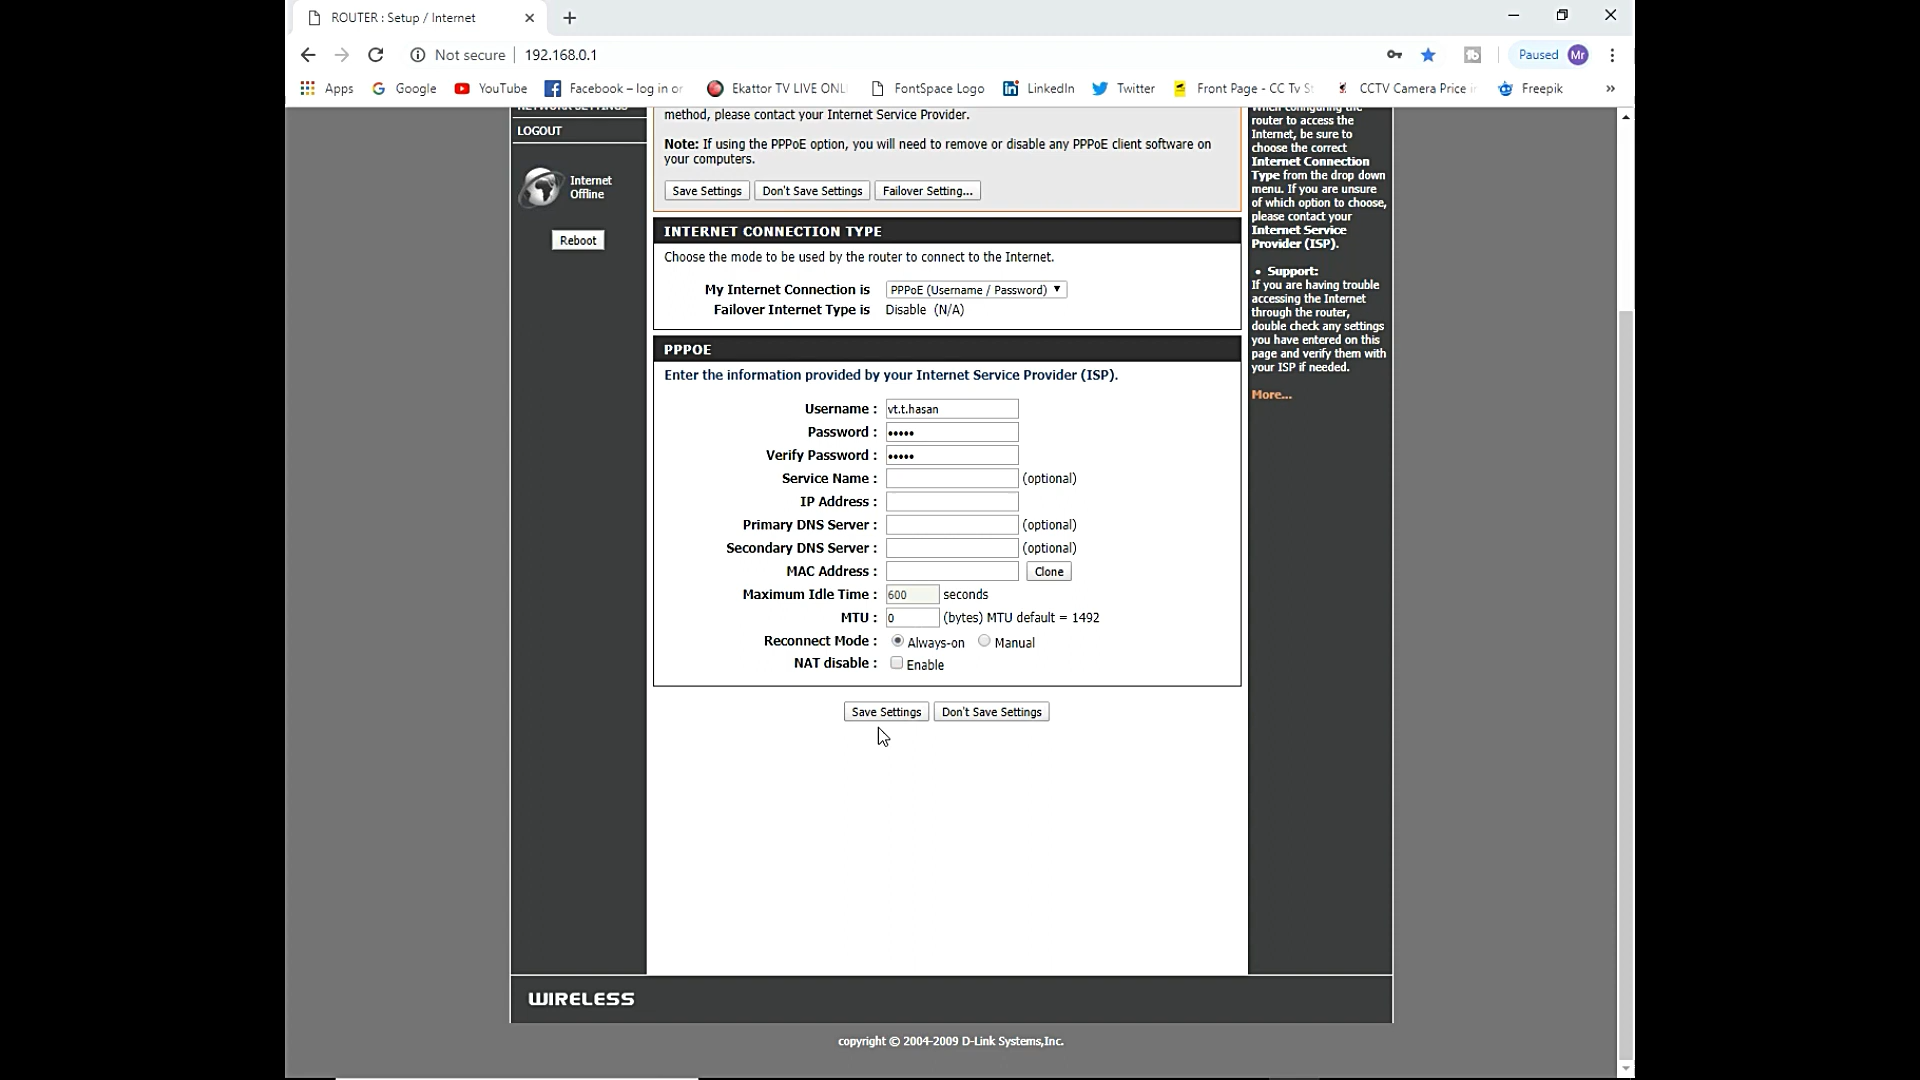 ROUTER : Setup / Internet
Not secure
192.168.0.1
Paused
Mr
Apps
Google
YouTube
Facebook – log in or
Ekattor TV LIVE ONL
FontSpace Logo
LinkedIn
Twitter
Front Page - CC Tv St
CCTV Camera Price in
Freepik
»
NETWORK SETTINGS
LOGOUT
Internet
Offline
Reboot
method, please contact your Internet Service Provider.
Note: If using the PPPoE option, you will need to remove or disable any PPPoE client software on
your computers.
Save Settings
Don't Save Settings
Failover Setting...
INTERNET CONNECTION TYPE
Choose the mode to be used by the router to connect to the Internet.
My Internet Connection is PPPoE (Username / Password)
Failover Internet Type is Disable (N/A)
PPPOE
Enter the information provided by your Internet Service Provider (ISP).
Username : vt.t.hasan
Password : •••••
Verify Password : •••••
Service Name : (optional)
IP Address :
Primary DNS Server : (optional)
Secondary DNS Server : (optional)
MAC Address : Clone
Maximum Idle Time : 600 seconds
MTU : 0 (bytes) MTU default = 1492
Reconnect Mode : Always-on Manual
NAT disable : Enable
Save Settings
Don't Save Settings
When configuring the
router to access the
Internet, be sure to
choose the correct
Internet Connection
Type from the drop down
menu. If you are unsure
of which option to choose,
please contact your
Internet Service
Provider (ISP).
• Support:
If you are having trouble
accessing the Internet
through the router,
double check any settings
you have entered on this
page and verify them with
your ISP if needed.
More...
WIRELESS
copyright © 2004-2009 D-Link Systems,Inc.